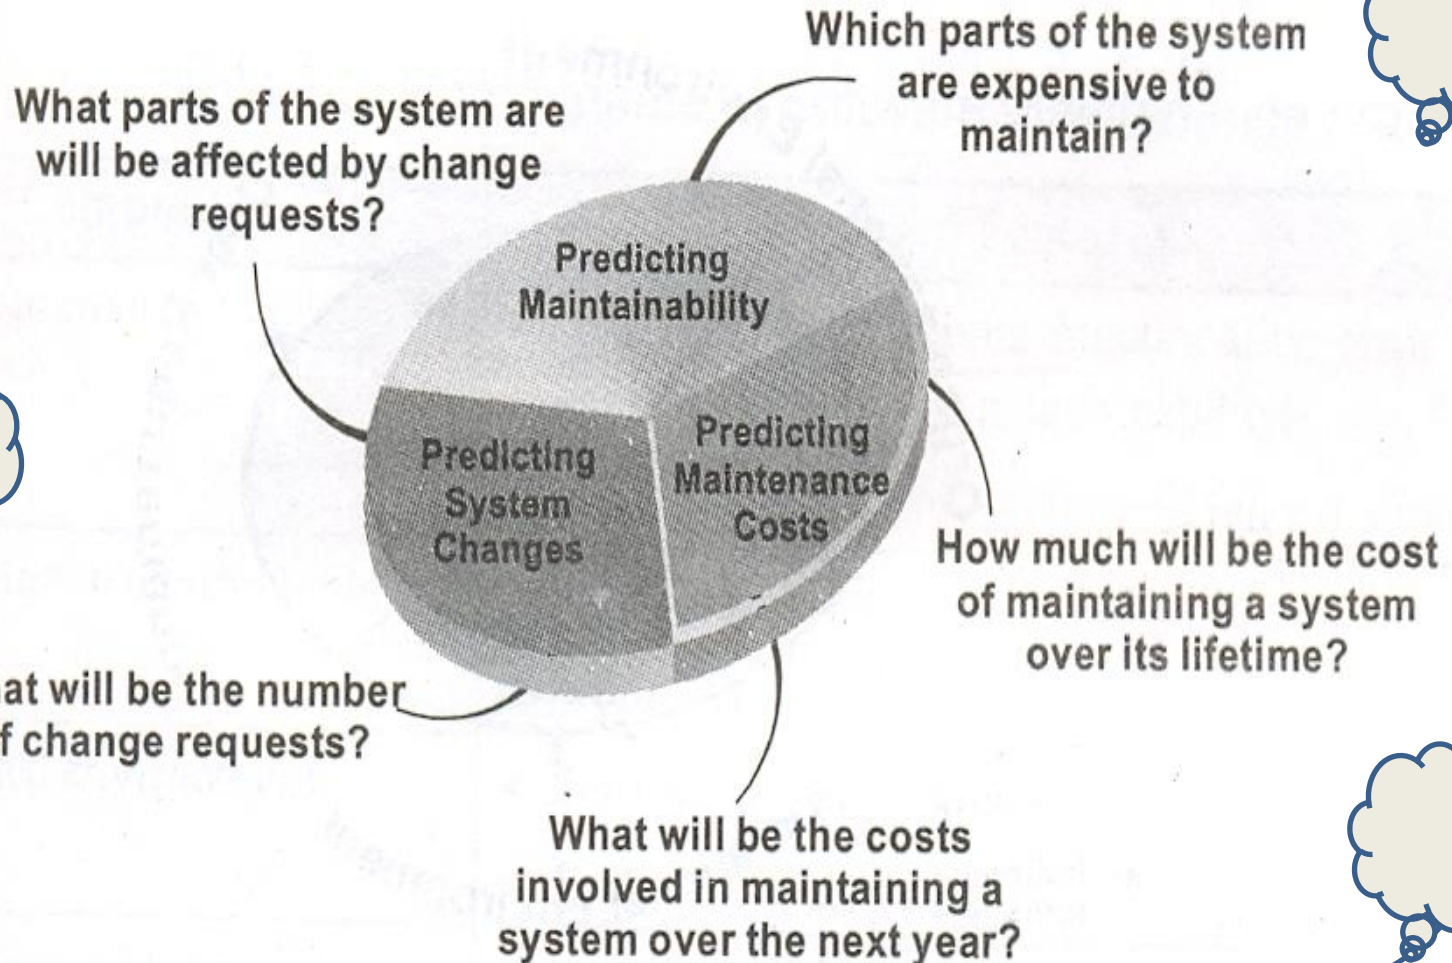 Which parts of the system
are expensive to
maintain?
What parts of the system are
will be affected by change
requests?
Predicting
Maintainability
Predicting
Maintenance
Costs
Predicting
System
Changes
How much will be the cost
of maintaining a system
over its lifetime?
at will be the number
f change requests?
What will be the costs
involved in maintaining a
system over the next year?